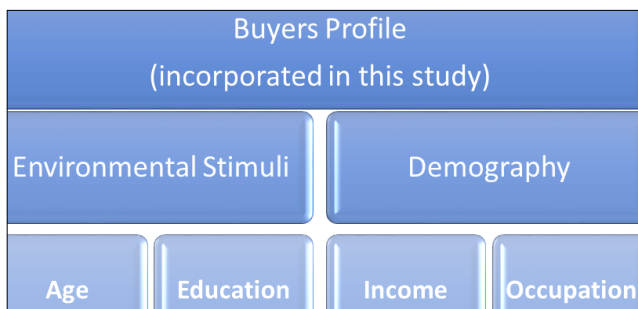 Buyers Profile
(incorporated in this study)
Environmental Stimuli
Demography
Age
Education
Income
Occupation